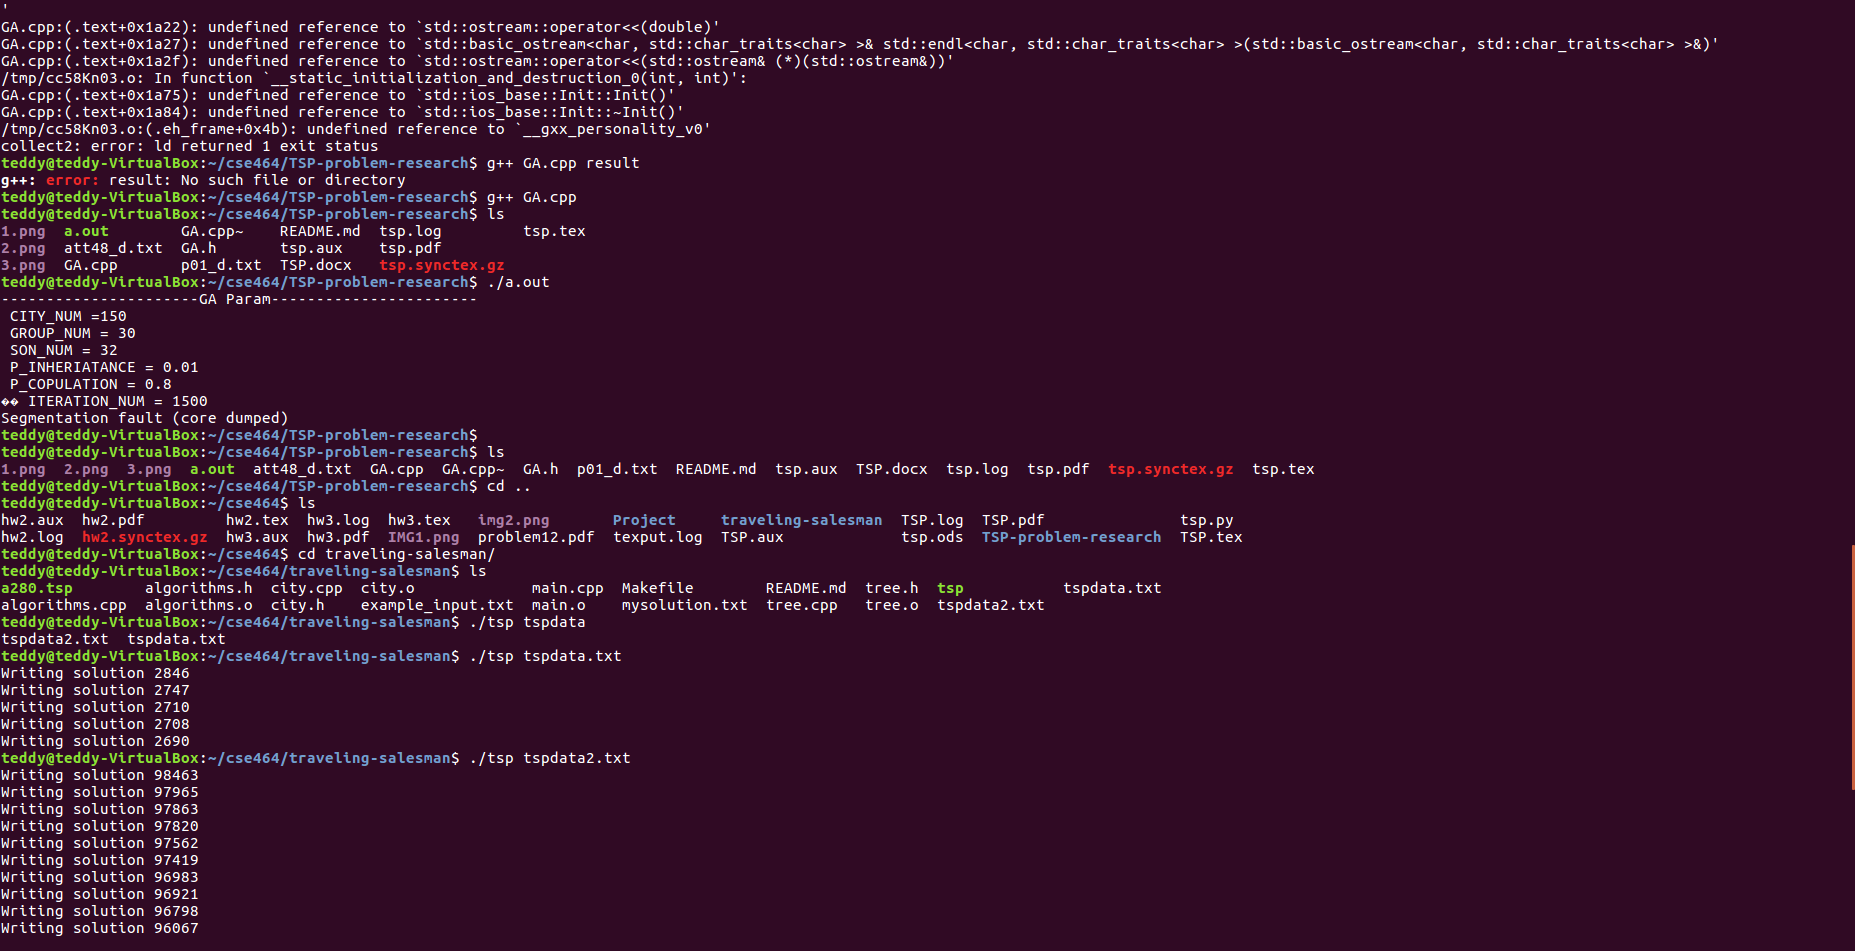 '
GA.cpp:(.text+0x1a22): undefined reference to `std::ostream::operator<<(double)'
GA.cpp:(.text+0x1a27): undefined reference to `std::basic_ostream<char, std::char_traits<char> >& std::endl<char, std::char_traits<char> >(std::basic_ostream<char, std::char_traits<char> >&)'
GA.cpp:(.text+0x1a2f): undefined reference to `std::ostream::operator<<(std::ostream& (*)(std::ostream&))'
/tmp/cc58Kn03.o: In function `__static_initialization_and_destruction_0(int, int)':
GA.cpp:(.text+0x1a75): undefined reference to `std::ios_base::Init::Init()'
GA.cpp:(.text+0x1a84): undefined reference to `std::ios_base::Init::~Init()'
/tmp/cc58Kn03.o:(.eh_frame+0x4b): undefined reference to `__gxx_personality_v0'
collect2: error: ld returned 1 exit status
teddy@teddy-VirtualBox:~/cse464/TSP-problem-research$ g++ GA.cpp result
g++: error: result: No such file or directory
teddy@teddy-VirtualBox:~/cse464/TSP-problem-research$ g++ GA.cpp
teddy@teddy-VirtualBox:~/cse464/TSP-problem-research$ ls
1.png  a.out        GA.cpp~    README.md  tsp.log         tsp.tex
2.png  att48_d.txt  GA.h       tsp.aux    tsp.pdf
3.png  GA.cpp       p01_d.txt  TSP.docx   tsp.synctex.gz
teddy@teddy-VirtualBox:~/cse464/TSP-problem-research$ ./a.out
----------------------GA Param-----------------------
 CITY_NUM =150
 GROUP_NUM = 30
 SON_NUM = 32
 P_INHERIATANCE = 0.01
 P_COPULATION = 0.8
�� ITERATION_NUM = 1500
Segmentation fault (core dumped)
teddy@teddy-VirtualBox:~/cse464/TSP-problem-research$
teddy@teddy-VirtualBox:~/cse464/TSP-problem-research$ ls
1.png  2.png  3.png  a.out  att48_d.txt  GA.cpp  GA.cpp~  GA.h  p01_d.txt  README.md  tsp.aux  TSP.docx  tsp.log  tsp.pdf  tsp.synctex.gz  tsp.tex
teddy@teddy-VirtualBox:~/cse464/TSP-problem-research$ cd ..
teddy@teddy-VirtualBox:~/cse464$ ls
hw2.aux  hw2.pdf         hw2.tex  hw3.log  hw3.tex   img2.png       Project     traveling-salesman  TSP.log  TSP.pdf               tsp.py
hw2.log  hw2.synctex.gz  hw3.aux  hw3.pdf  IMG1.png  problem12.pdf  texput.log  TSP.aux             tsp.ods  TSP-problem-research  TSP.tex
teddy@teddy-VirtualBox:~/cse464$ cd traveling-salesman/
teddy@teddy-VirtualBox:~/cse464/traveling-salesman$ ls
a280.tsp        algorithms.h  city.cpp  city.o             main.cpp  Makefile        README.md  tree.h  tsp           tspdata.txt
algorithms.cpp  algorithms.o  city.h    example_input.txt  main.o    mysolution.txt  tree.cpp   tree.o  tspdata2.txt
teddy@teddy-VirtualBox:~/cse464/traveling-salesman$ ./tsp tspdata
tspdata2.txt  tspdata.txt
teddy@teddy-VirtualBox:~/cse464/traveling-salesman$ ./tsp tspdata.txt
Writing solution 2846
Writing solution 2747
Writing solution 2710
Writing solution 2708
Writing solution 2690
teddy@teddy-VirtualBox:~/cse464/traveling-salesman$ ./tsp tspdata2.txt
Writing solution 98463
Writing solution 97965
Writing solution 97863
Writing solution 97820
Writing solution 97562
Writing solution 97419
Writing solution 96983
Writing solution 96921
Writing solution 96798
Writing solution 96067